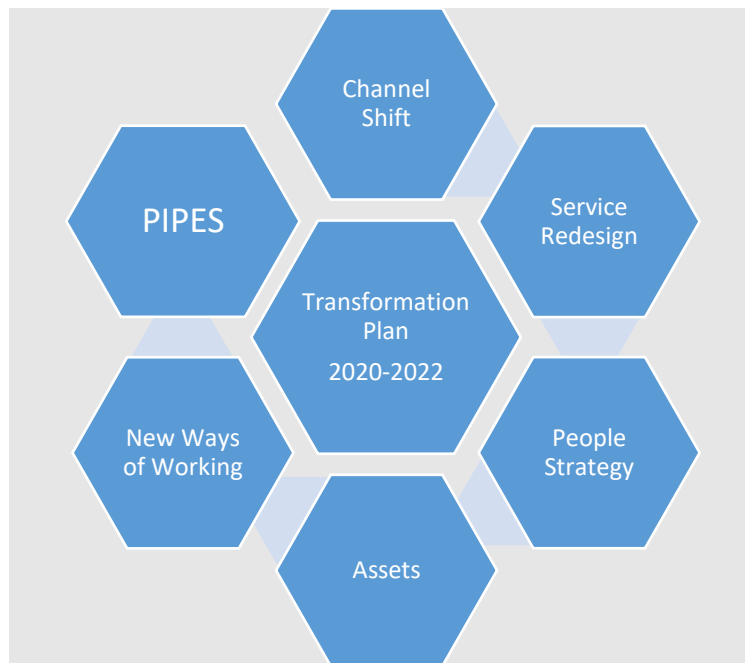 Channel
Shift
PIPES
Service
Redesign
Transformation
Plan
2020-2022
New Ways
of Working
People
Strategy
Assets